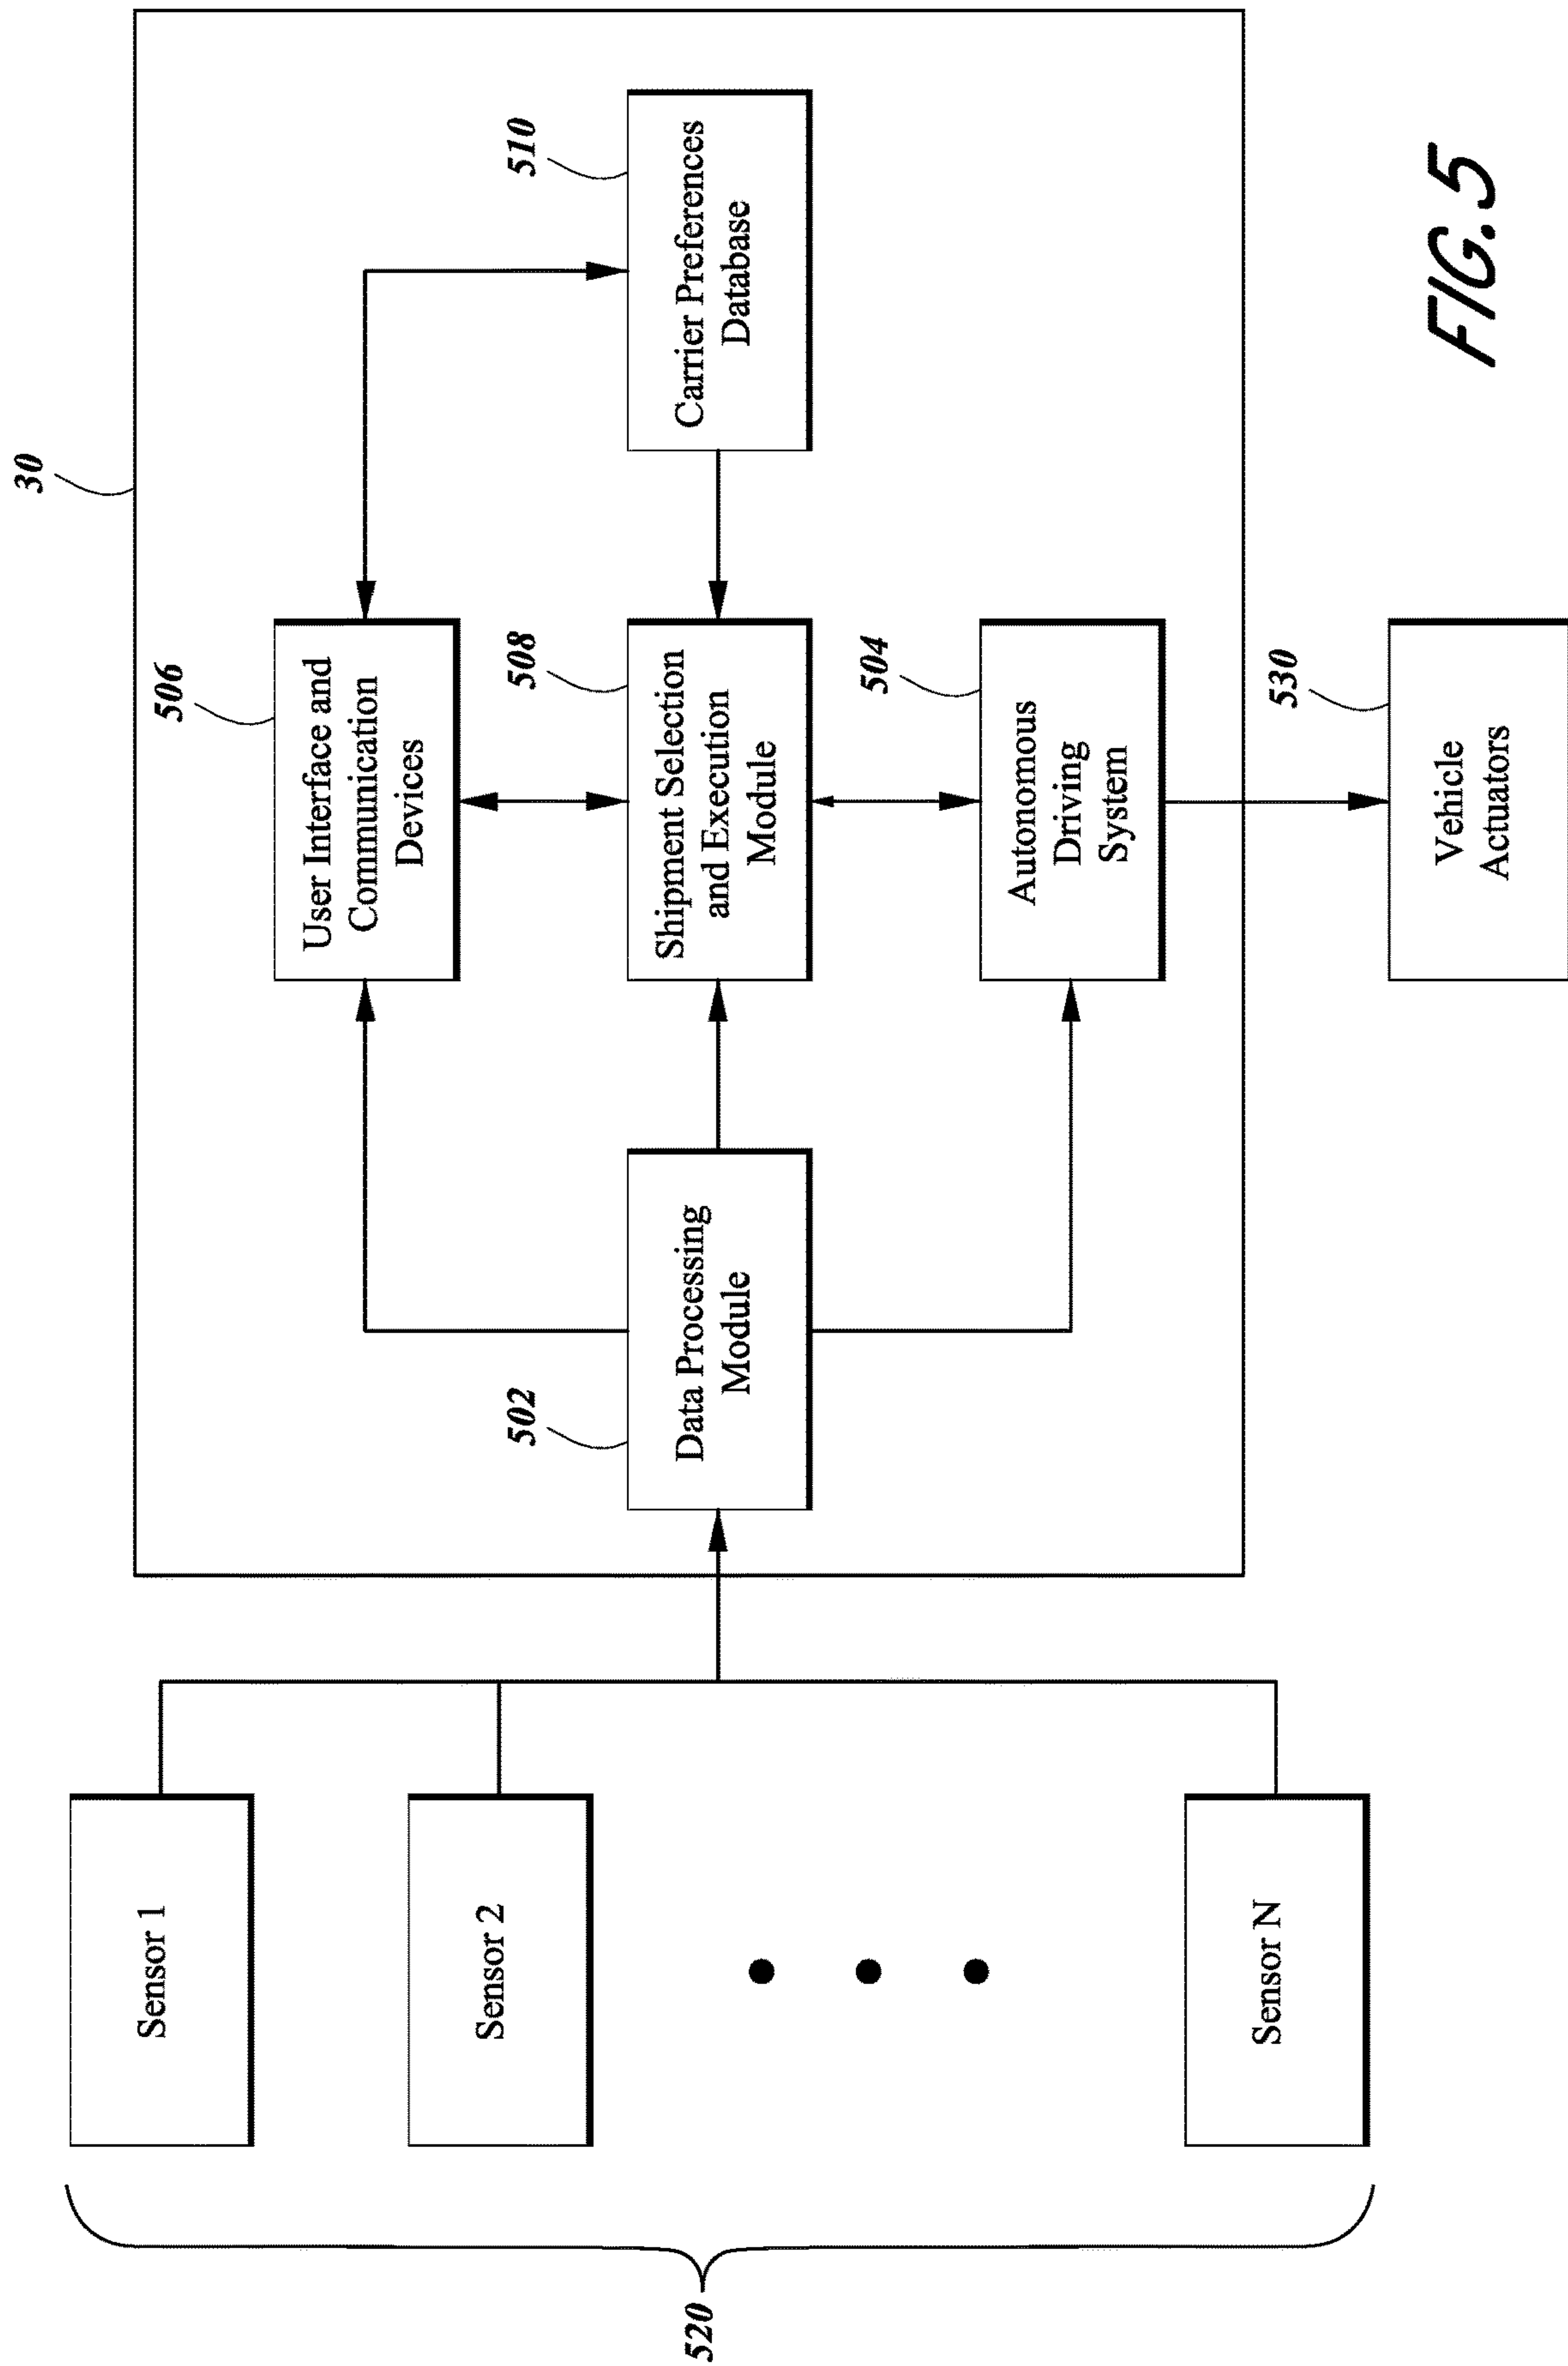 30
506
User Interface and
Communication
Devices
510
Carrier Preferences
Database
508
Shipment Selection
and Execution
Module
502
Data Processing
Module
504
Autonomous
Driving
System
530
Vehicle
Actuators
520
Sensor 1
Sensor 2
Sensor N
FIG. 5